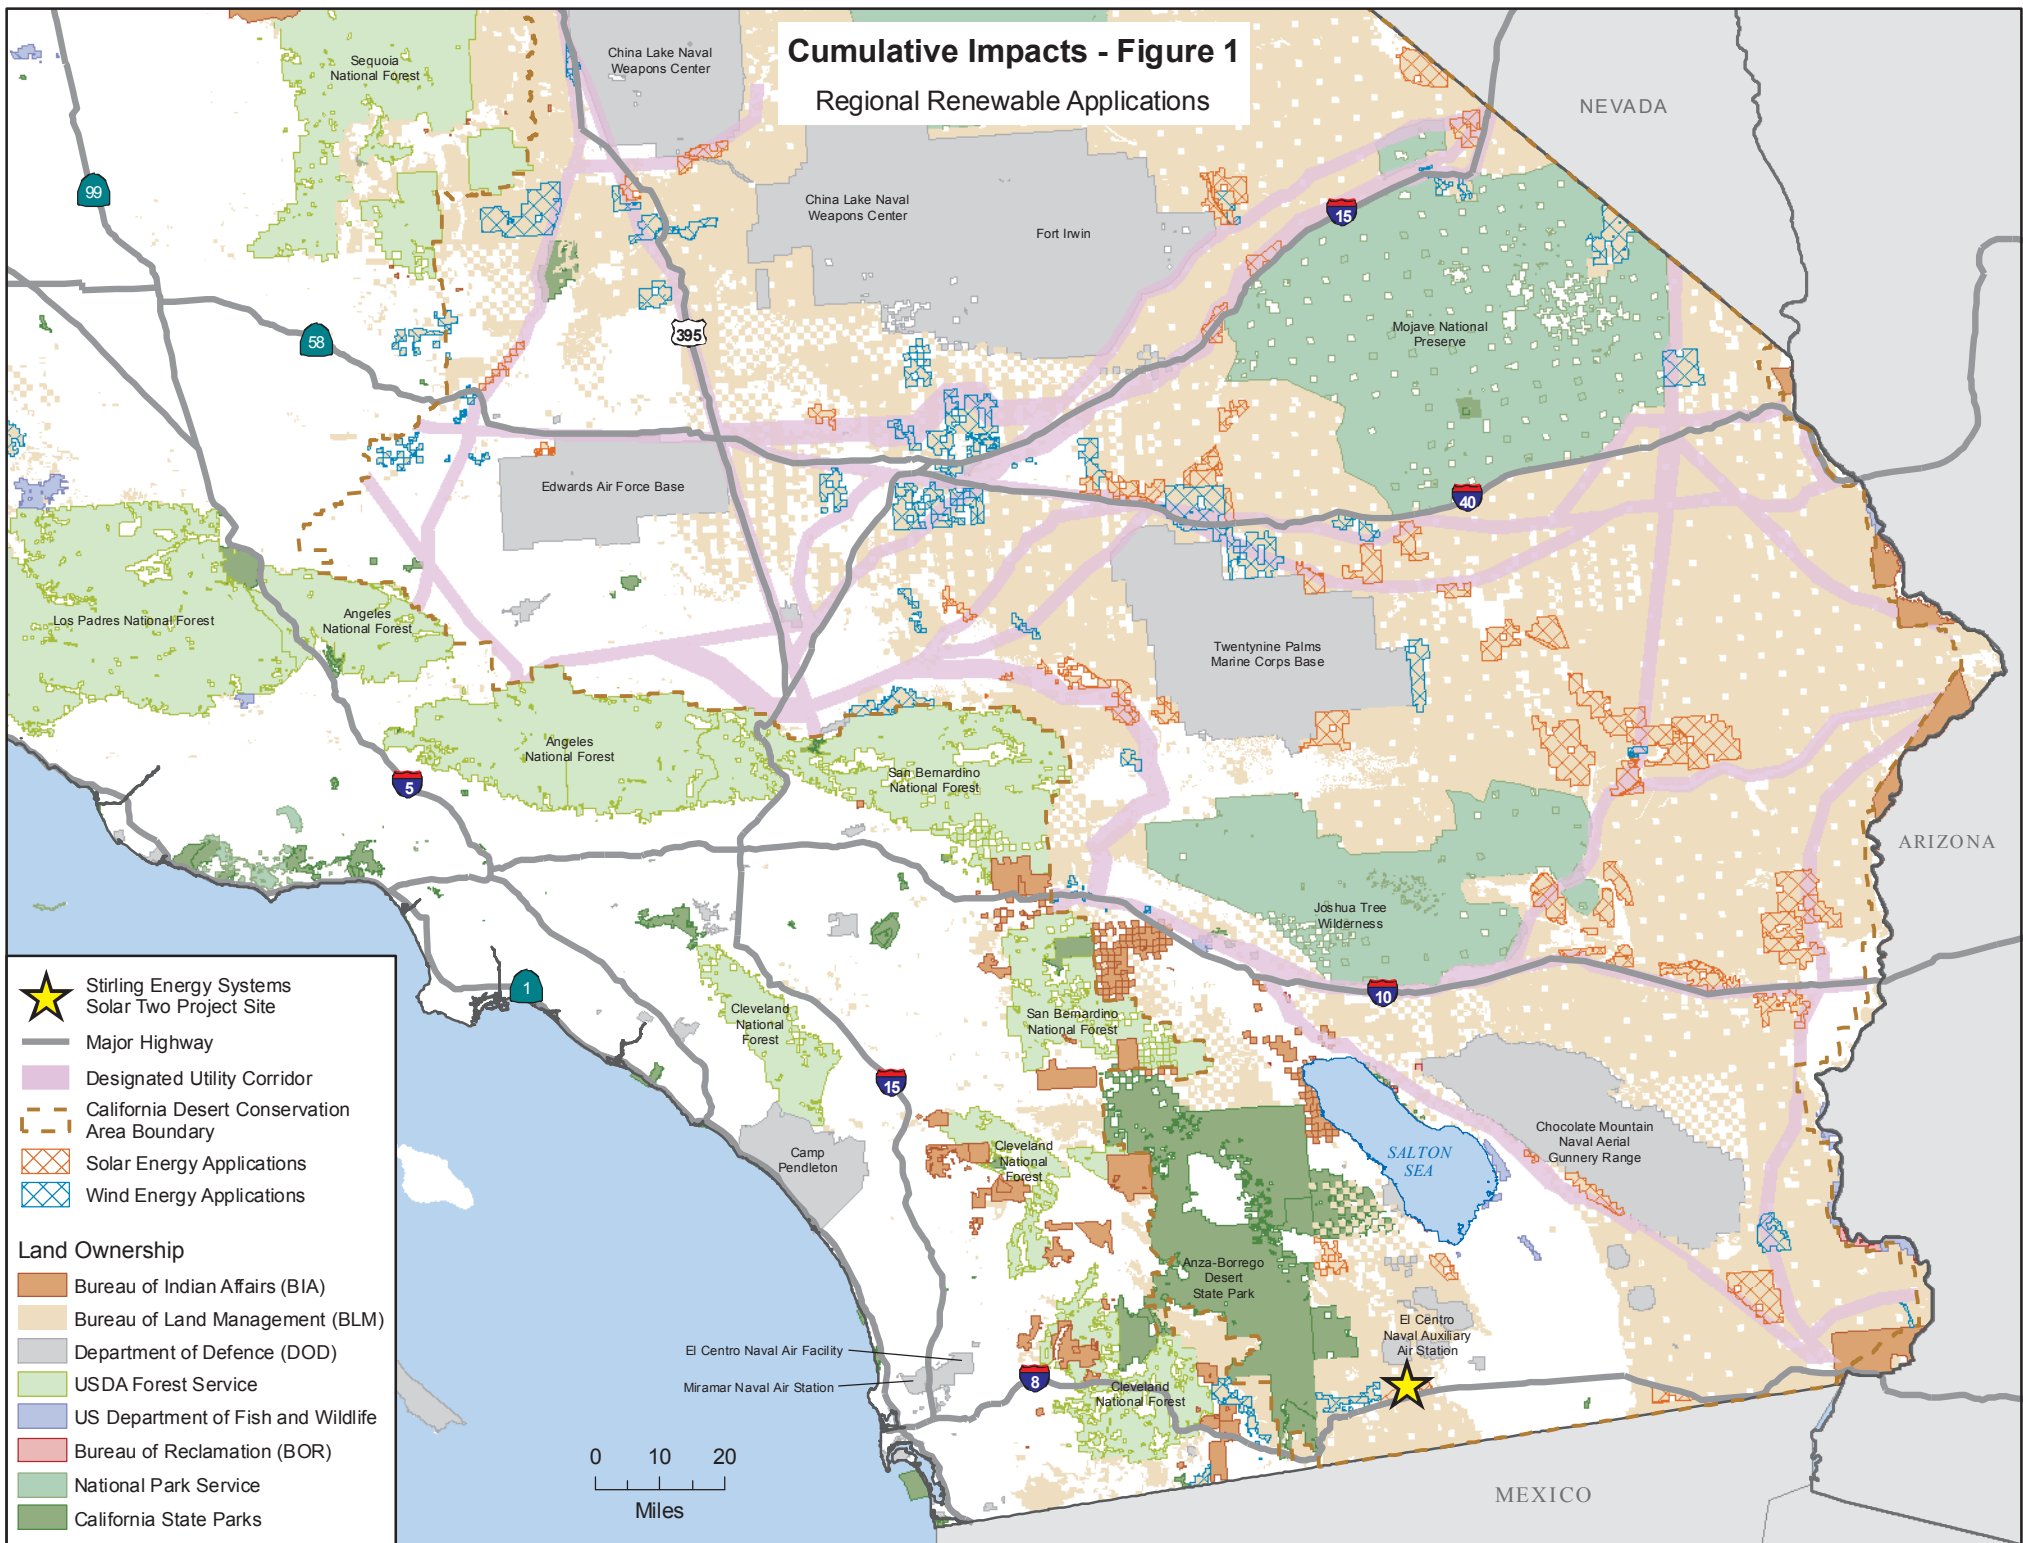 Cumulative Impacts - Figure 1
Regional Renewable Applications
Sequoia
National Forest
China Lake Naval
Weapons Center
NEVADA
99
China Lake Naval
Weapons Center
Fort Irwin
15
58
395
Mojave National
Preserve
Edwards Air Force Base
40
Los Padres National Forest
Angeles
National Forest
Twentynine Palms
Marine Corps Base
Angeles
National Forest
San Bernardino
National Forest
5
ARIZONA
Joshua Tree
Wilderness
1
10
Cleveland
National
Forest
San Bernardino
National Forest
15
Camp
Pendleton
Cleveland
National
Forest
SALTON
SEA
Chocolate Mountain
Naval Aerial
Gunnery Range
Anza-Borrego
Desert
State Park
El Centro
Naval Auxiliary
Air Station
El Centro Naval Air Facility
Miramar Naval Air Station
8
Cleveland
National Forest
MEXICO
0 10 20
Miles
Stirling Energy Systems
Solar Two Project Site
Major Highway
Designated Utility Corridor
California Desert Conservation
Area Boundary
Solar Energy Applications
Wind Energy Applications
Land Ownership
Bureau of Indian Affairs (BIA)
Bureau of Land Management (BLM)
Department of Defence (DOD)
USDA Forest Service
US Department of Fish and Wildlife
Bureau of Reclamation (BOR)
National Park Service
California State Parks